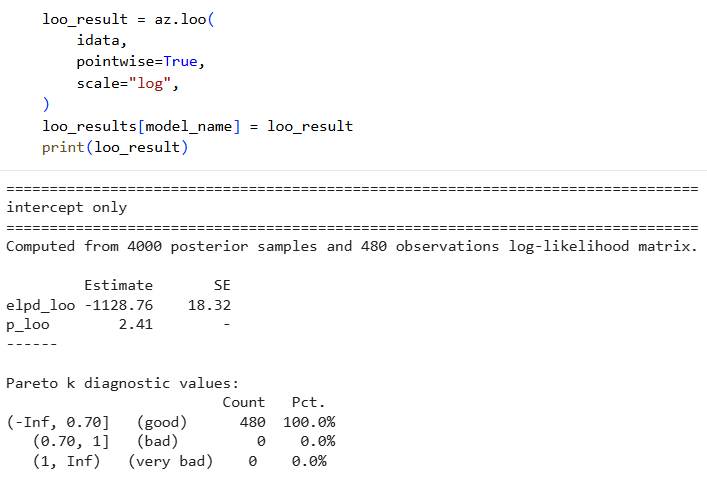 loo_result = az.loo(
    idata,
    pointwise=True,
    scale="log",
)
loo_results[model_name] = loo_result
print(loo_result)
================================================================================
intercept only
================================================================================
Computed from 4000 posterior samples and 480 observations log-likelihood matrix.

         Estimate       SE
elpd_loo -1128.76    18.32
p_loo        2.41        -
------

Pareto k diagnostic values:
                         Count   Pct.
(-Inf, 0.70]   (good)      480  100.0%
   (0.70, 1]   (bad)         0    0.0%
   (1, Inf)   (very bad)    0    0.0%